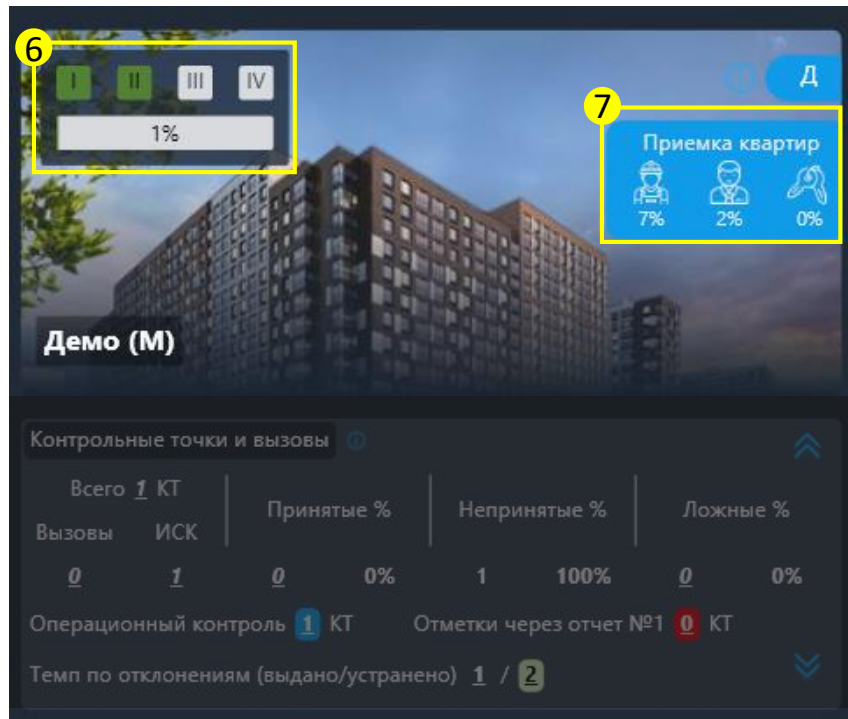 6
I II III IV
1%
Д
7
Приемка квартир
7% 2% 0%
Демо (М)
Контрольные точки и вызовы
Всего 1 КТ
Принятые % Непринятые % Ложные %
Вызовы ИСК
0 1 0 0% 1 100% 0 0%
Операционный контроль 1 КТ Отметки через отчет №1 0 КТ
Темп по отклонениям (выдано/устранено) 1 / 2